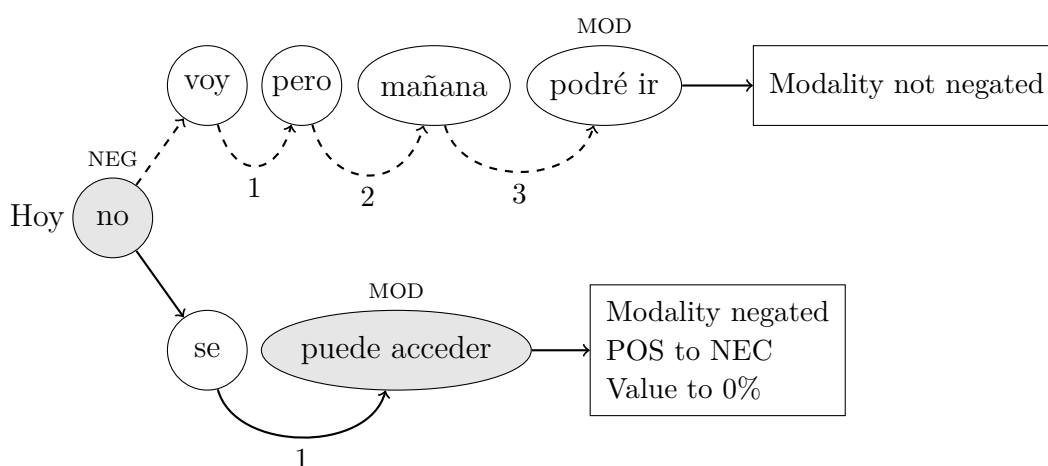 MOD
voy pero mañana podré ir Modality not negated
1 2 3
NEG
Hoy no
MOD
se puede acceder
Modality negated
POS to NEC
Value to 0%
1